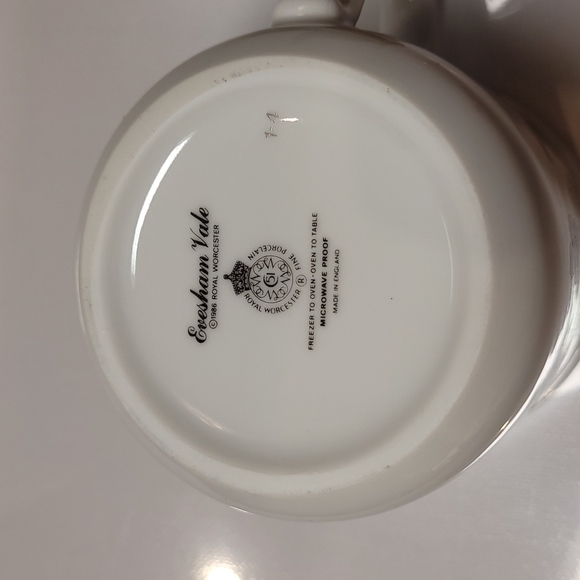 Evesham Vale
©1986 ROYAL WORCESTER
FINE PORCELAIN
51
ROYAL WORCESTER ®
FREEZER TO OVEN-OVEN TO TABLE
MICROWAVE PROOF
MADE IN ENGLAND